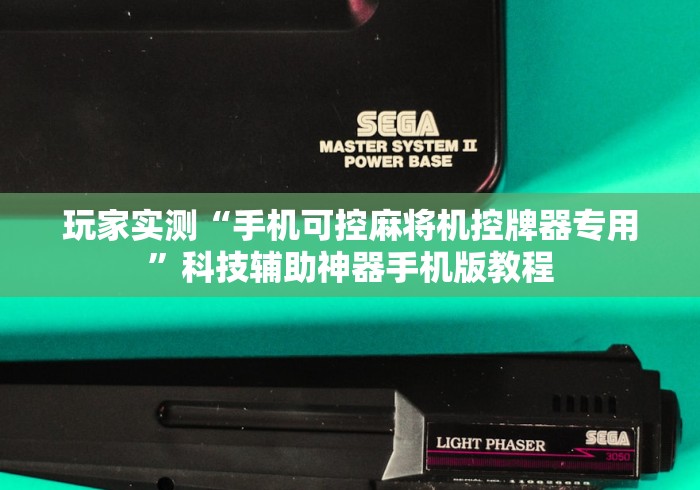 SEGA
MASTER SYSTEM II
POWER BASE
玩家实测“手机可控麻将机控牌器专用
”科技辅助神器手机版教程
LIGHT PHASER
SEGA
3050